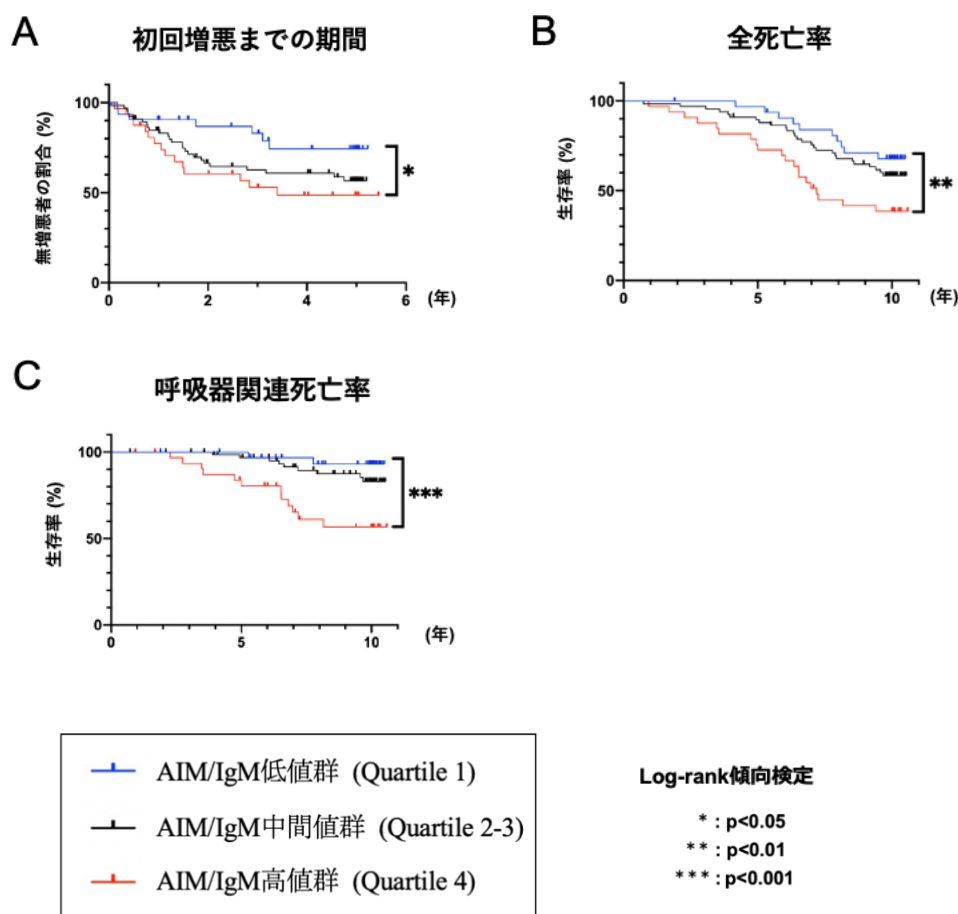 A
初回増悪までの期間
無増悪者の割合 (%)
100
50
0
0 2 4 6 (年)
*
B
全死亡率
生存率 (%)
100
50
0
0 5 10 (年)
**
C
呼吸器関連死亡率
生存率 (%)
100
50
0
0 5 10 (年)
***
AIM/IgM低値群 (Quartile 1)
AIM/IgM中間値群 (Quartile 2-3)
AIM/IgM高値群 (Quartile 4)
Log-rank傾向検定
* : p<0.05
** : p<0.01
*** : p<0.001